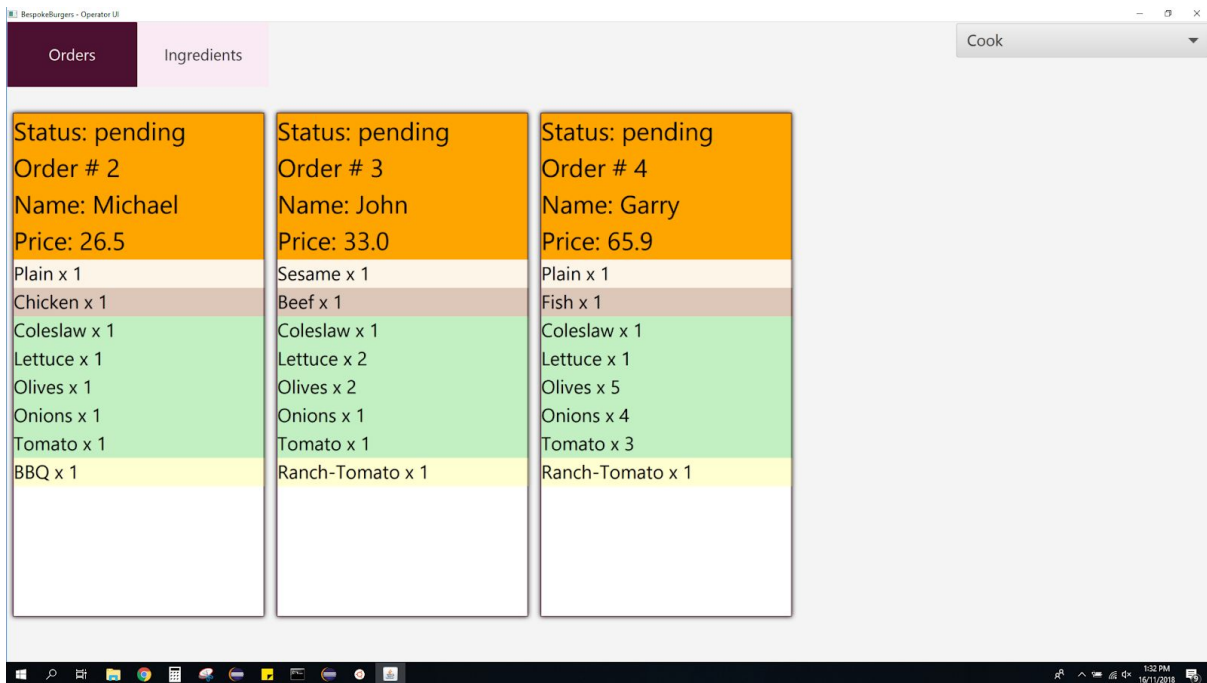 BespokeBurgers - Operator UI
Orders
Ingredients
Cook
Status: pending
Order # 2
Name: Michael
Price: 26.5
Plain x 1
Chicken x 1
Coleslaw x 1
Lettuce x 1
Olives x 1
Onions x 1
Tomato x 1
BBQ x 1
Status: pending
Order # 3
Name: John
Price: 33.0
Sesame x 1
Beef x 1
Coleslaw x 1
Lettuce x 2
Olives x 2
Onions x 1
Tomato x 1
Ranch-Tomato x 1
Status: pending
Order # 4
Name: Garry
Price: 65.9
Plain x 1
Fish x 1
Coleslaw x 1
Lettuce x 1
Olives x 5
Onions x 4
Tomato x 3
Ranch-Tomato x 1
1:32 PM
16/11/2018